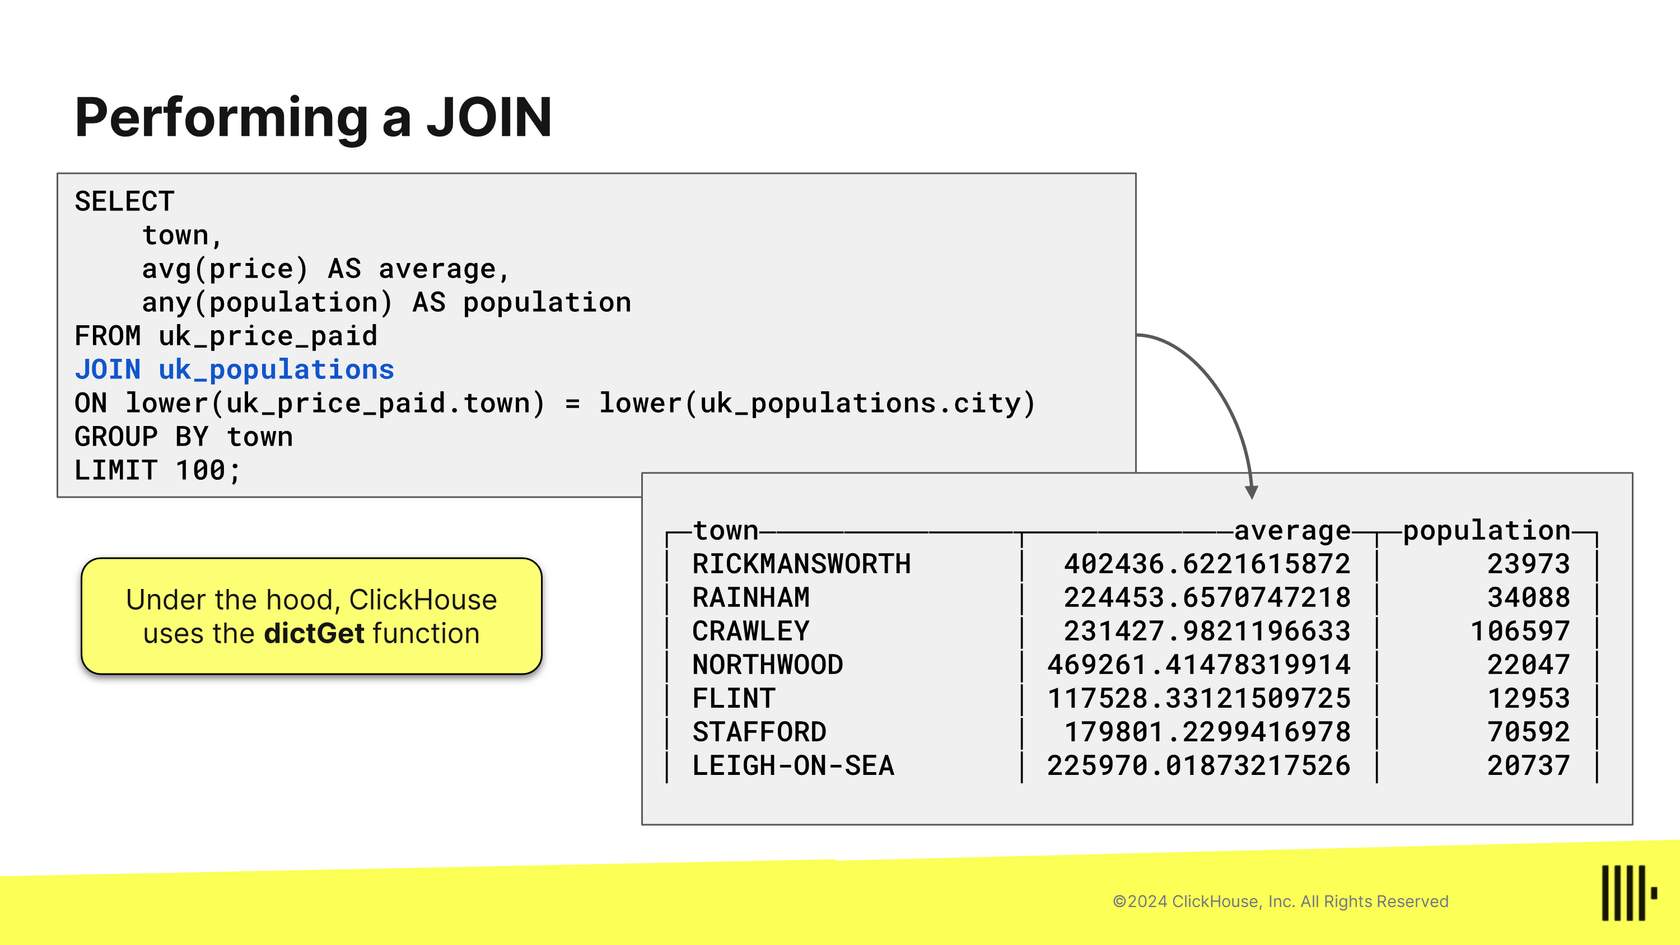 Performing a JOIN
SELECT
    town,
    avg(price) AS average,
    any(population) AS population
FROM uk_price_paid
JOIN uk_populations
ON lower(uk_price_paid.town) = lower(uk_populations.city)
GROUP BY town
LIMIT 100;
Under the hood, ClickHouse
uses the dictGet function
town average population
RICKMANSWORTH 402436.6221615872 23973
RAINHAM 224453.6570747218 34088
CRAWLEY 231427.9821196633 106597
NORTHWOOD 469261.41478319914 22047
FLINT 117528.33121509725 12953
STAFFORD 179801.2299416978 70592
LEIGH-ON-SEA 225970.01873217526 20737
©2024 ClickHouse, Inc. All Rights Reserved